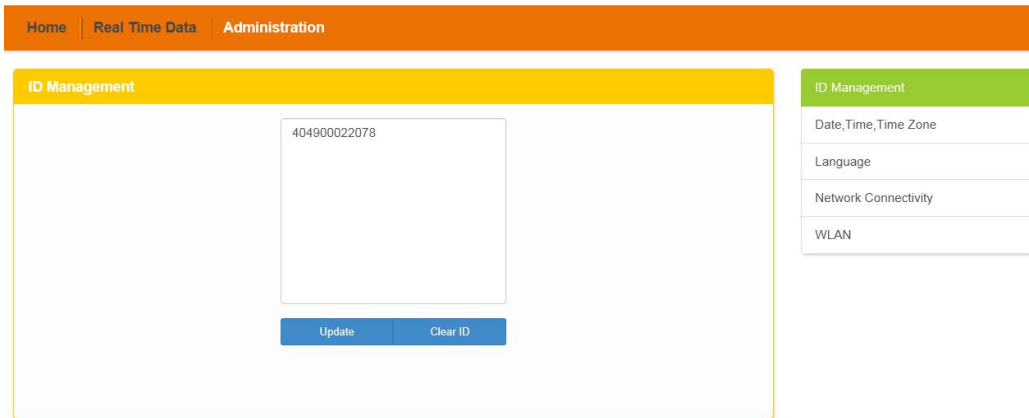 Home Real Time Data Administration
ID Management
404900022078
Update Clear ID
ID Management
Date,Time,Time Zone
Language
Network Connectivity
WLAN